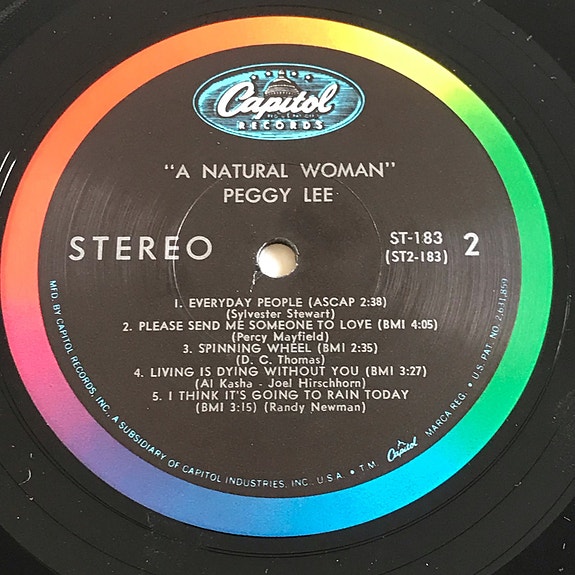 Capitol
RECORDS
"A NATURAL WOMAN"
PEGGY LEE
STEREO
ST-183
(ST2-183)
2
1. EVERYDAY PEOPLE (ASCAP 2:38)
(Sylvester Stewart)
2. PLEASE SEND ME SOMEONE TO LOVE (BMI 4:05)
(Percy Mayfield)
3. SPINNING WHEEL (BMI 2:35)
(D. C. Thomas)
4. LIVING IS DYING WITHOUT YOU (BMI 3:27)
(Al Kasha - Joel Hirschhorn)
5. I THINK IT'S GOING TO RAIN TODAY
(BMI 3:15) (Randy Newman)
MFD. BY CAPITOL RECORDS, INC. A SUBSIDIARY OF CAPITOL INDUSTRIES, INC., U.S.A. • T.M. Capitol MARCA REG. • U.S. PAT. NO. 2,631,859